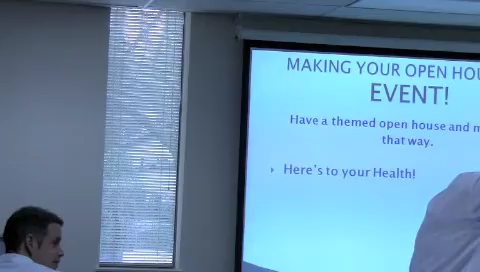 MAKING YOUR OPEN HOU
EVENT!
Have a themed open house and m
that way.
Here's to your Health!